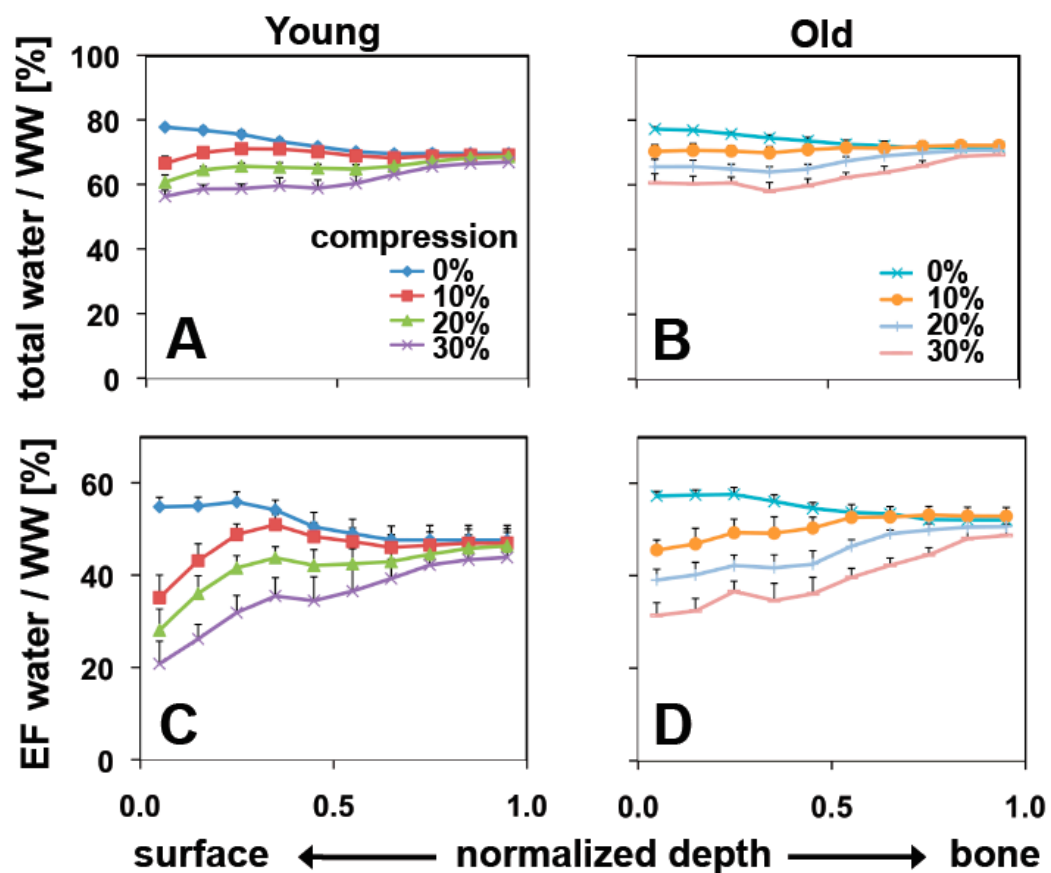 Young
Old
total water / WW [%]
100
80
60
40
20
0
compression
0%
10%
20%
30%
A
0%
10%
20%
30%
B
EF water / WW [%]
60
40
20
0
C
D
0.0
0.5
1.0
0.0
0.5
1.0
surface
normalized depth
bone